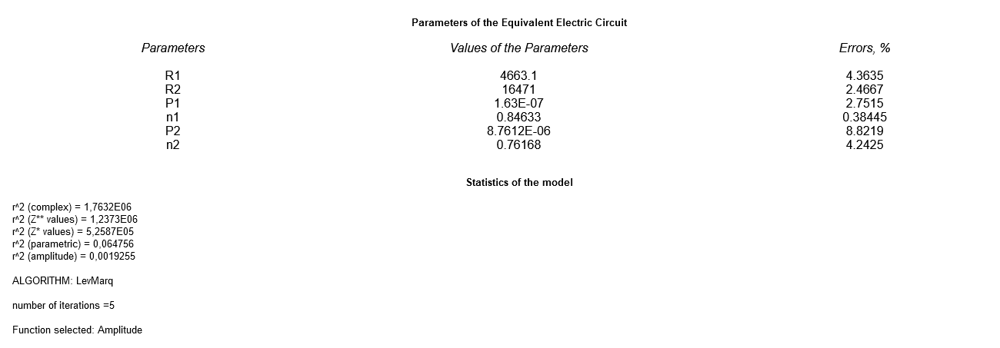 Parameters of the Equivalent Electric Circuit
Parameters Values of the Parameters Errors, %
R1 4663.1 4.3635
R2 16471 2.4667
P1 1.63E-07 2.7515
n1 0.84633 0.38445
P2 8.7612E-06 8.8219
n2 0.76168 4.2425
Statistics of the model
r^2 (complex) = 1,7632E06
r^2 (Z** values) = 1,2373E06
r^2 (Z* values) = 5,2587E05
r^2 (parametric) = 0,064756
r^2 (amplitude) = 0,0019255
ALGORITHM: LevMarq
number of iterations =5
Function selected: Amplitude